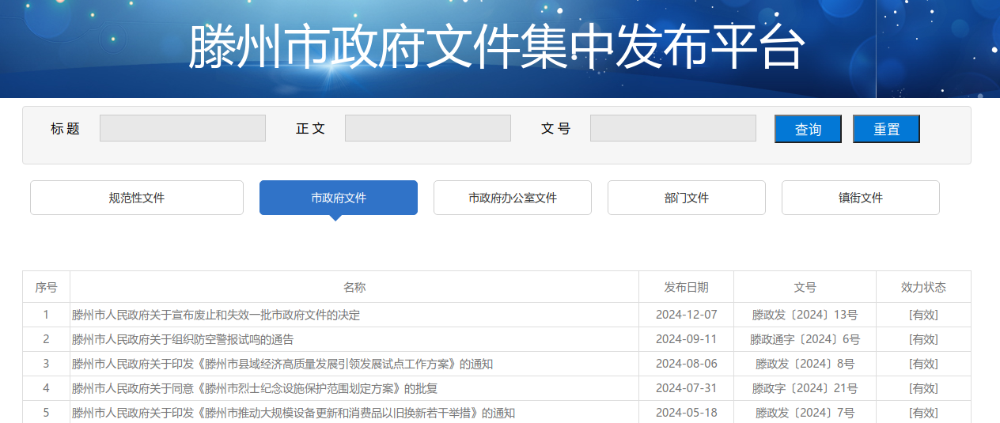 滕州市政府文件集中发布平台
标 题 正 文 文 号 查询 重置
规范性文件 市政府文件 市政府办公室文件 部门文件 镇街文件
序号 名称 发布日期 文号 效力状态
1 滕州市人民政府关于宣布废止和失效一批市政府文件的决定 2024-12-07 滕政发〔2024〕13号 [有效]
2 滕州市人民政府关于组织防空警报试鸣的通告 2024-09-11 滕政通字〔2024〕6号 [有效]
3 滕州市人民政府关于印发《滕州市县域经济高质量发展引领发展试点工作方案》的通知 2024-08-06 滕政发〔2024〕8号 [有效]
4 滕州市人民政府关于同意《滕州市烈士纪念设施保护范围划定方案》的批复 2024-07-31 滕政字〔2024〕21号 [有效]
5 滕州市人民政府关于印发《滕州市推动大规模设备更新和消费品以旧换新若干举措》的通知 2024-05-18 滕政发〔2024〕7号 [有效]